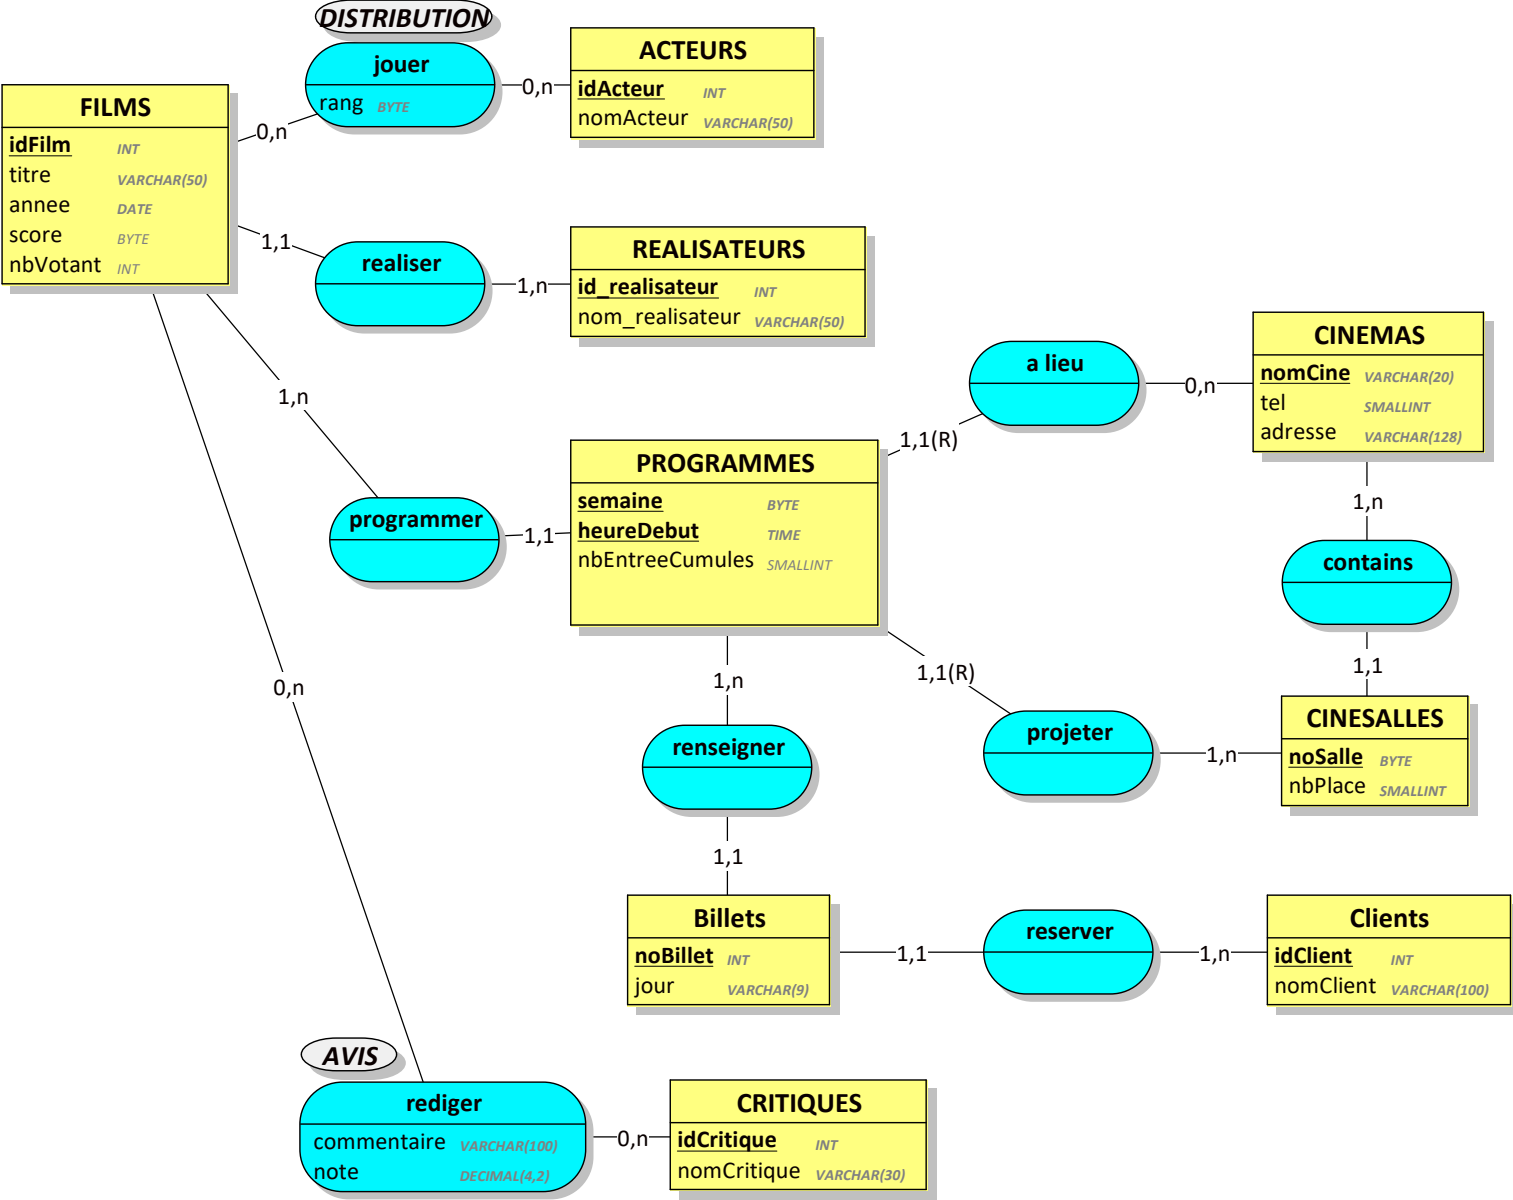 DISTRIBUTION
jouer
rang BYTE
0,n
0,n
ACTEURS
idActeur INT
nomActeur VARCHAR(50)
FILMS
idFilm INT
titre VARCHAR(50)
annee DATE
score BYTE
nbVotant INT
1,1
realiser
1,n
REALISATEURS
id_realisateur INT
nom_realisateur VARCHAR(50)
1,n
programmer
1,1
PROGRAMMES
semaine BYTE
heureDebut TIME
nbEntreeCumules SMALLINT
1,1(R)
a lieu
0,n
CINEMAS
nomCine VARCHAR(20)
tel SMALLINT
adresse VARCHAR(128)
1,n
contains
1,1
1,1(R)
projeter
1,n
CINESALLES
noSalle BYTE
nbPlace SMALLINT
1,n
renseigner
1,1
0,n
Billets
noBillet INT
jour VARCHAR(9)
1,1
reserver
1,n
Clients
idClient INT
nomClient VARCHAR(100)
AVIS
rediger
commentaire VARCHAR(100)
note DECIMAL(4,2)
0,n
CRITIQUES
idCritique INT
nomCritique VARCHAR(30)